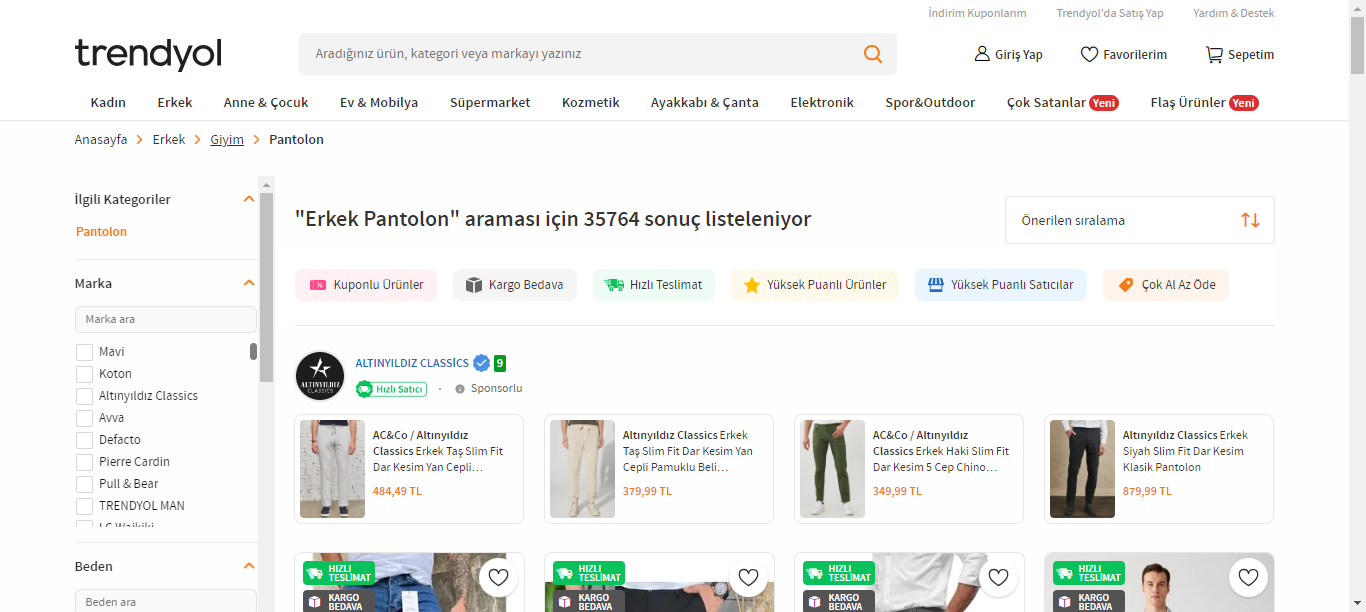 İndirim Kuponlarım Trendyol'da Satış Yap Yardım & Destek
trendyol
Aradığınız ürün, kategori veya markayı yazınız
Giriş Yap Favorilerim Sepetim
Kadın Erkek Anne & Çocuk Ev & Mobilya Süpermarket Kozmetik Ayakkabı & Çanta Elektronik Spor&Outdoor Çok Satanlar Yeni Flaş Ürünler Yeni
Anasayfa > Erkek > Giyim > Pantolon
İlgili Kategoriler
Pantolon
Marka
Marka ara
Mavi
Koton
Altınyıldız Classics
Avva
Defacto
Pierre Cardin
Pull & Bear
TRENDYOL MAN
LC Waikiki
Beden
Beden ara
"Erkek Pantolon" araması için 35764 sonuç listeleniyor
Önerilen sıralama
Kuponlu Ürünler Kargo Bedava Hızlı Teslimat Yüksek Puanlı Ürünler Yüksek Puanlı Satıcılar Çok Al Az Öde
ALTINYILDIZ
CLASSICS
ALTINYILDIZ CLASSİCS 9
Hızlı Satıcı · Sponsorlu
AC&Co / Altınyıldız
Classics Erkek Taş Slim Fit
Dar Kesim Yan Cepli...
484,49 TL
Altınyıldız Classics Erkek
Taş Slim Fit Dar Kesim Yan
Cepli Pamuklu Beli...
379,99 TL
AC&Co / Altınyıldız
Classics Erkek Haki Slim Fit
Dar Kesim 5 Cep Chino...
349,99 TL
Altınyıldız Classics Erkek
Siyah Slim Fit Dar Kesim
Klasik Pantolon
879,99 TL
HIZLI
TESLİMAT
KARGO
BEDAVA
HIZLI
TESLİMAT
KARGO
BEDAVA
HIZLI
TESLİMAT
KARGO
BEDAVA
HIZLI
TESLİMAT
KARGO
BEDAVA